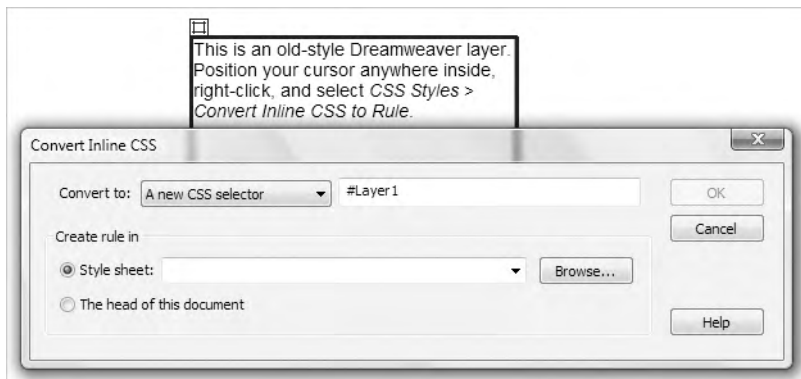 This is an old-style Dreamweaver layer.
Position your cursor anywhere inside,
right-click, and select CSS Styles >
Convert Inline CSS to Rule.
Convert Inline CSS
Convert to: A new CSS selector #Layer1 OK
Cancel
Create rule in
Style sheet: Browse...
The head of this document
Help